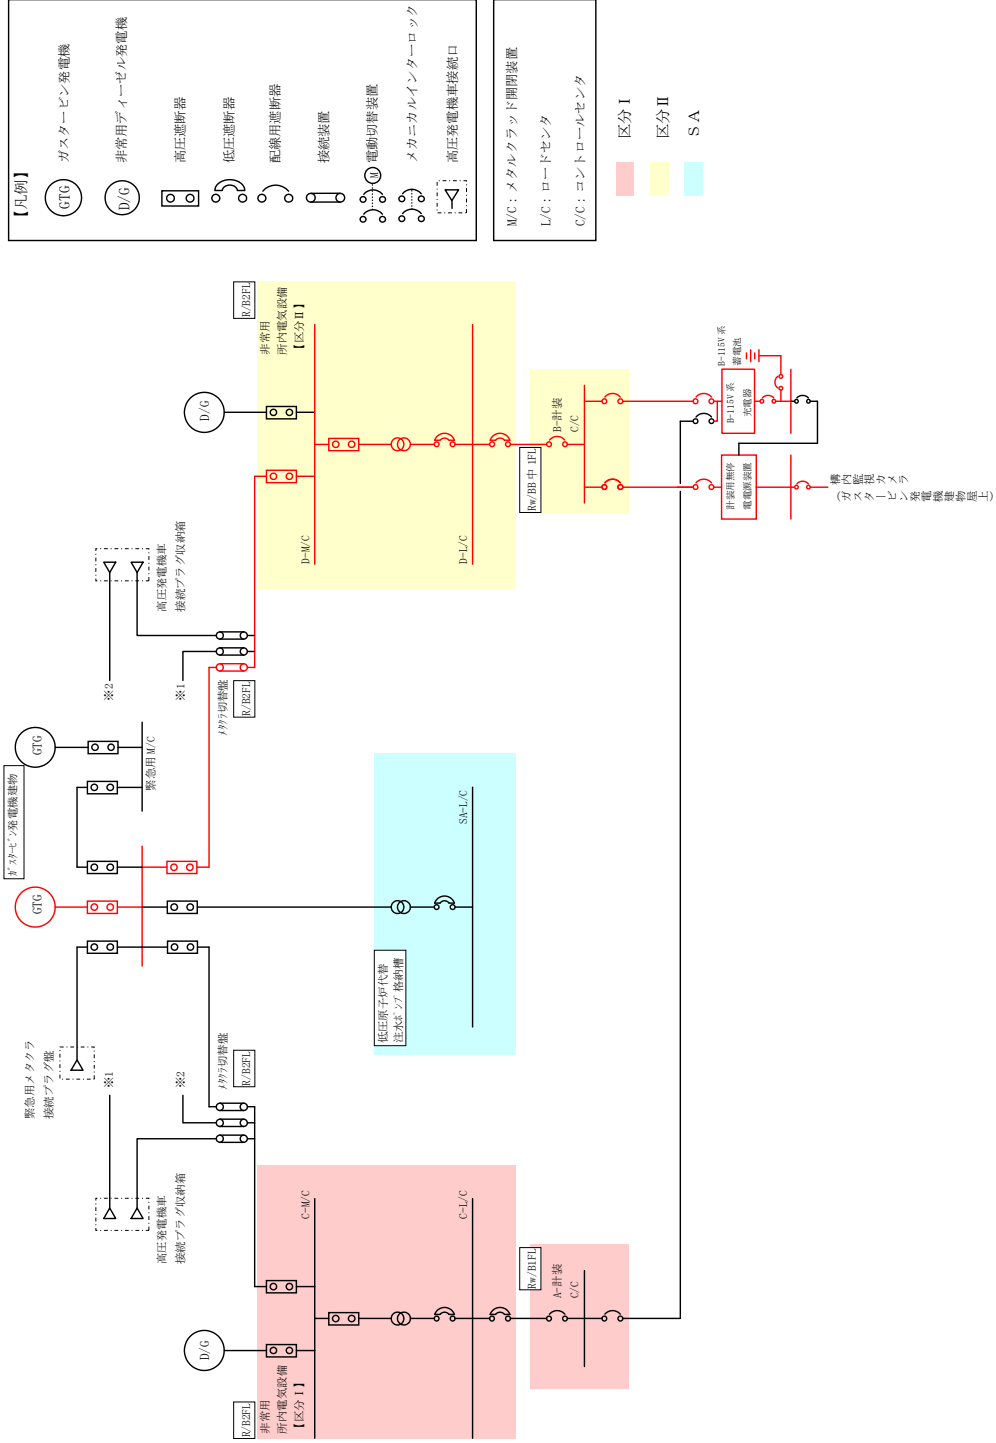 【凡例】
GTG
ガスタービン発電機
D/G
非常用ディーゼル発電機
高圧遮断器
低圧遮断器
配線用遮断器
接続装置
M
電動切替装置
メカニカルインターロック
高圧発電機車接続口
M/C：メタルクラッド開閉装置
L/C：ロードセンタ
C/C：コントロールセンタ
区分Ⅰ
区分Ⅱ
ＳＡ
ｶﾞｽﾀｰﾋﾞﾝ発電機建物
GTG
GTG
緊急用M/C
緊急用メタクラ
接続プラグ盤
高圧発電機車
接続プラグ収納箱
※1
※2
ﾒﾀｸﾗ切替盤
R/B2FL
高圧発電機車
接続プラグ収納箱
※2
※1
ﾒﾀｸﾗ切替盤
R/B2FL
R/B2FL
非常用
所内電気設備
【区分Ⅰ】
D/G
C-M/C
C-L/C
Rw/B1FL
A-計装
C/C
低圧原子炉代替
注水ﾎﾟﾝﾌﾟ格納槽
SA-L/C
R/B2FL
非常用
所内電気設備
【区分Ⅱ】
D/G
D-M/C
D-L/C
Rw/BB中1FL
B-計装
C/C
B-115V系
蓄電池
B-115V系
充電器
計装用無停
電電源装置
構内監視カメラ
(ガスタービン発電機建物屋上)